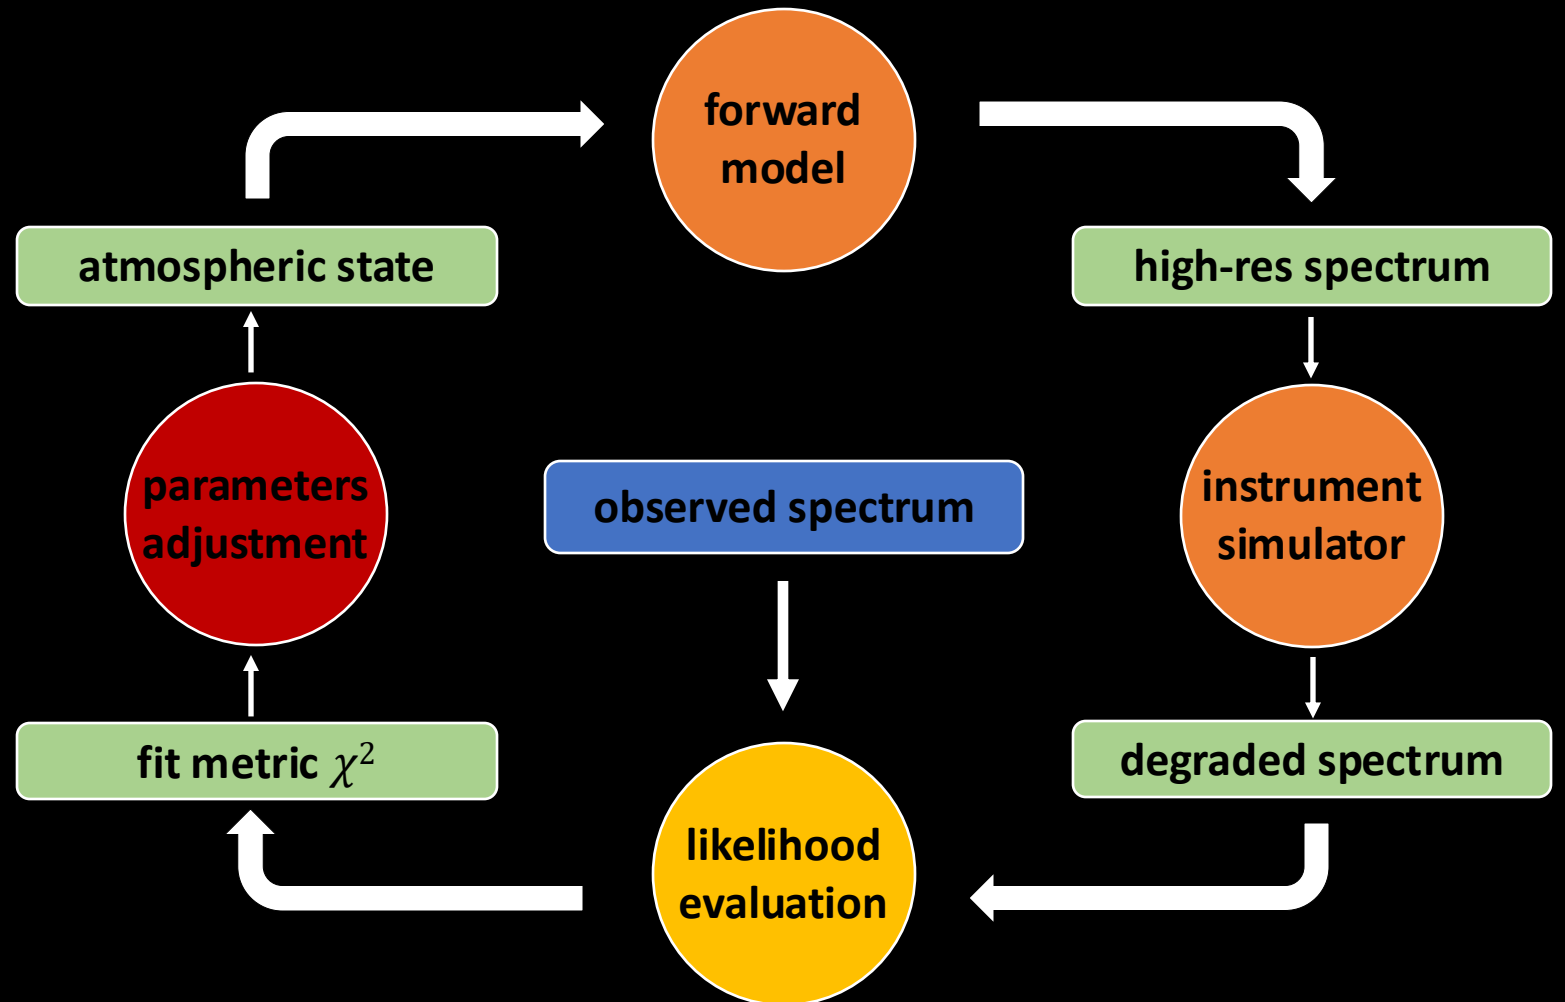 forward
model
atmospheric state
high-res spectrum
parameters
adjustment
observed spectrum
instrument
simulator
fit metric χ²
degraded spectrum
likelihood
evaluation